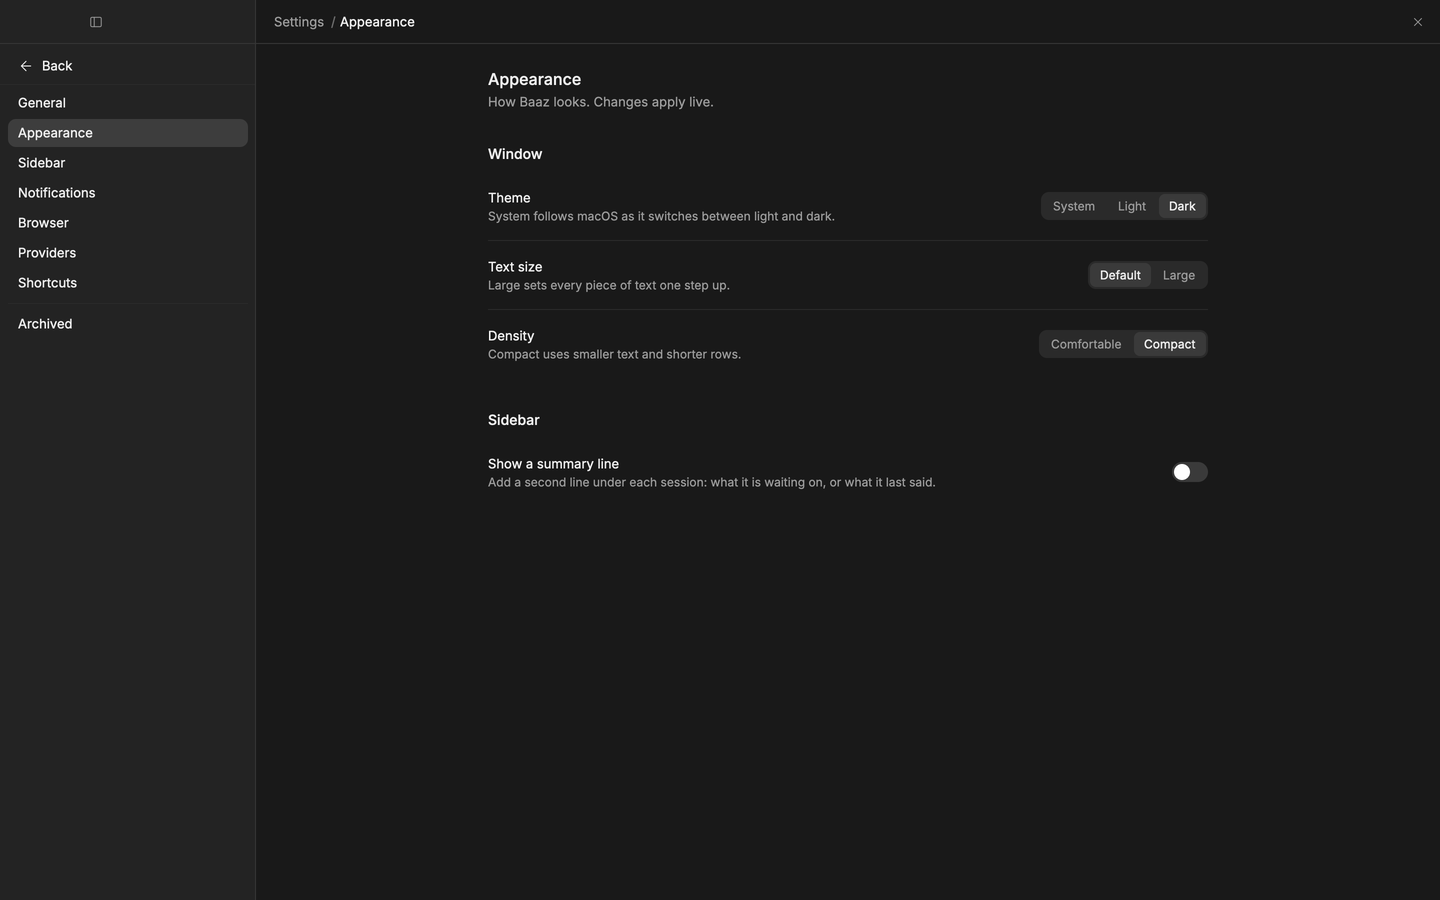 Settings / Appearance
Back
General
Appearance
Sidebar
Notifications
Browser
Providers
Shortcuts
Archived
Appearance
How Baaz looks. Changes apply live.
Window
Theme
System follows macOS as it switches between light and dark.
System Light Dark
Text size
Large sets every piece of text one step up.
Default Large
Density
Compact uses smaller text and shorter rows.
Comfortable Compact
Sidebar
Show a summary line
Add a second line under each session: what it is waiting on, or what it last said.